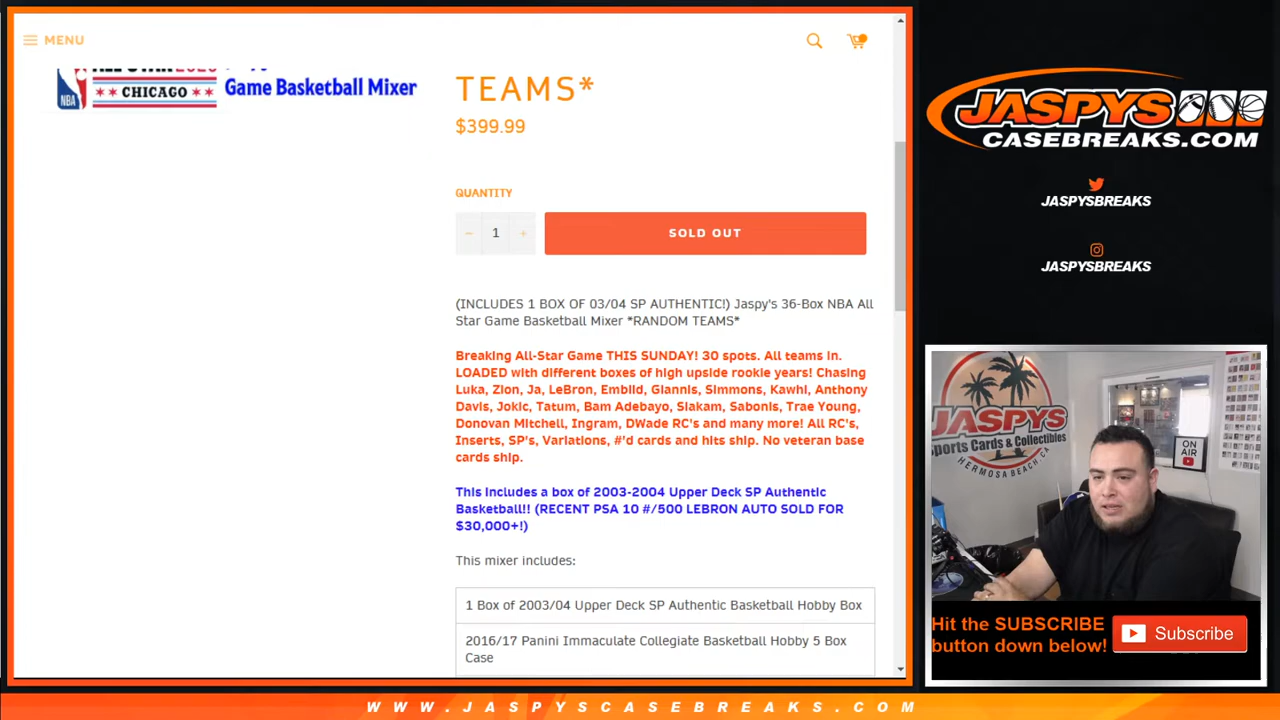 MENU
CHICAGO
NBA
Game Basketball Mixer
TEAMS*
$399.99
QUANTITY
− 1 +
SOLD OUT
(INCLUDES 1 BOX OF 03/04 SP AUTHENTIC!) Jaspy's 36-Box NBA All
Star Game Basketball Mixer *RANDOM TEAMS*
Breaking All-Star Game THIS SUNDAY! 30 spots. All teams in.
LOADED with different boxes of high upside rookie years! Chasing
Luka, Zion, Ja, LeBron, Embiid, Giannis, Simmons, Kawhi, Anthony
Davis, Jokic, Tatum, Bam Adebayo, Siakam, Sabonis, Trae Young,
Donovan Mitchell, Ingram, DWade RC's and many more! All RC's,
Inserts, SP's, Variations, #'d cards and hits ship. No veteran base
cards ship.
This includes a box of 2003-2004 Upper Deck SP Authentic
Basketball!! (RECENT PSA 10 #/500 LEBRON AUTO SOLD FOR
$30,000+!)
This mixer includes:
1 Box of 2003/04 Upper Deck SP Authentic Basketball Hobby Box
2016/17 Panini Immaculate Collegiate Basketball Hobby 5 Box
Case
JASPYS
CASEBREAKS.COM
JASPYSBREAKS
JASPYSBREAKS
JASPYS
Sports Cards & Collectibles
HERMOSA BEACH, CA
ON
AIR
Hit the SUBSCRIBE
button down below!
Subscribe
WWW.JASPYSCASEBREAKS.COM